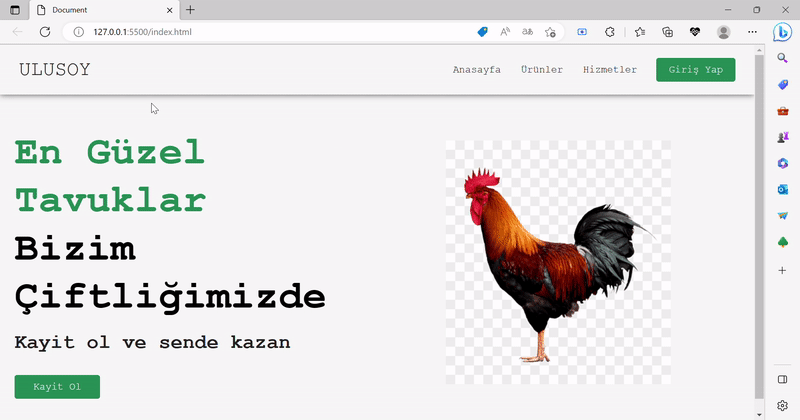 Document
127.0.0.1:5500/index.html
ULUSOY
Anasayfa
Ürünler
Hizmetler
Giriş Yap
En Güzel
Tavuklar
Bizim
Çiftliğimizde
Kayit ol ve sende kazan
Kayit Ol